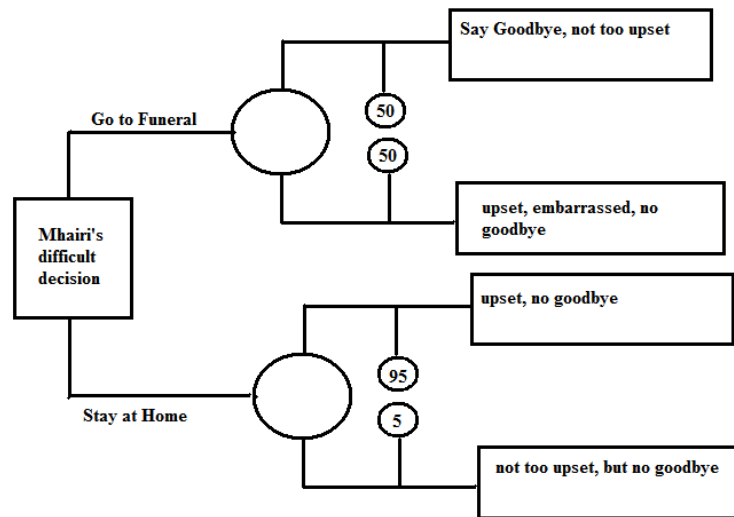 Say Goodbye, not too upset
50
Go to Funeral
50
upset, embarrassed, no
goodbye
Mhairi's
difficult
decision
upset, no goodbye
95
Stay at Home
5
not too upset, but no goodbye